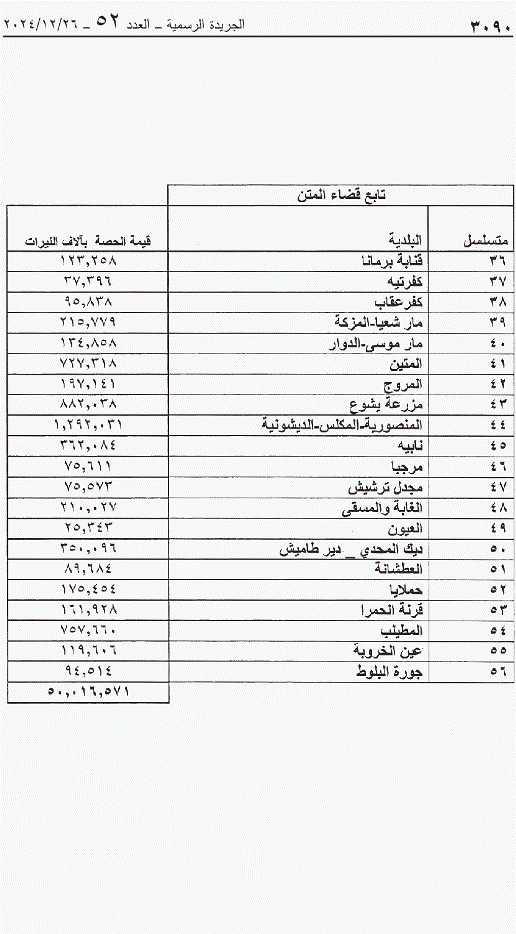 ٣٠٩٠ الجريدة الرسمية ــ العدد ٥٢ ــ ٢٠٢٤/١٢/٢٦
تابع قضاء المتن
متسلسل البلدية قيمة الحصة بآلاف الليرات
٣٦ قنابة برمانا ١٢٣,٢٥٨
٣٧ كفرتيه ٣٧,٣٩٦
٣٨ كفرعقاب ٩٥,٨٣٨
٣٩ مار شعيا-المزكة ٢١٥,٧٧٩
٤٠ مار موسى-الدوار ١٣٤,٨٥٨
٤١ المتين ٧٢٧,٣١٨
٤٢ المروج ١٩٧,١٤١
٤٣ مزرعة يشوع ٨٨٢,٠٣٨
٤٤ المنصورية-المكلس-الديشونية ١,٢٩٢,٠٣١
٤٥ نابيه ٣٦٢,٠٨٤
٤٦ مرجبا ٧٥,٦١١
٤٧ مجدل ترشيش ٧٥,٥٧٣
٤٨ الغابة والمسقى ٢١٠,٠٢٧
٤٩ العيون ٢٥,٣٤٣
٥٠ ديك المحدي _ دير طاميش ٣٥٠,٠٩٦
٥١ العطشانة ٨٩,٦٨٤
٥٢ حملايا ١٧٥,٤٥٤
٥٣ قرنة الحمرا ١٦١,٩٢٨
٥٤ المطيلب ٧٥٧,٦٦٠
٥٥ عين الخروبة ١١٩,٦٠٦
٥٦ جورة البلوط ٩٤,٥١٤
٥٠,٠١٦,٥٧١